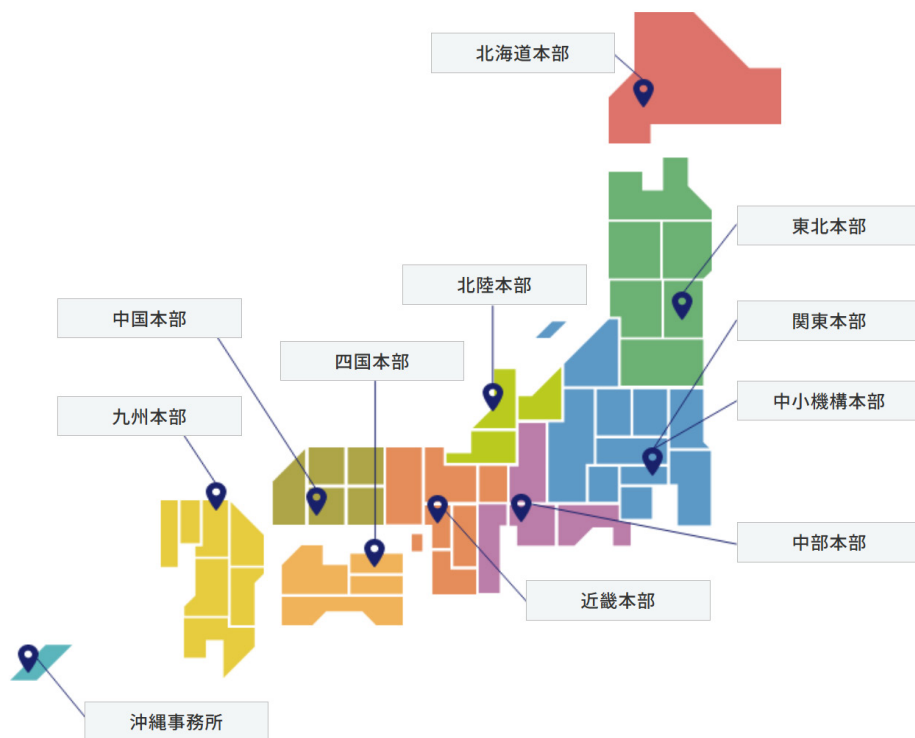 北海道本部
東北本部
北陸本部
関東本部
中国本部
四国本部
中小機構本部
九州本部
中部本部
近畿本部
沖縄事務所